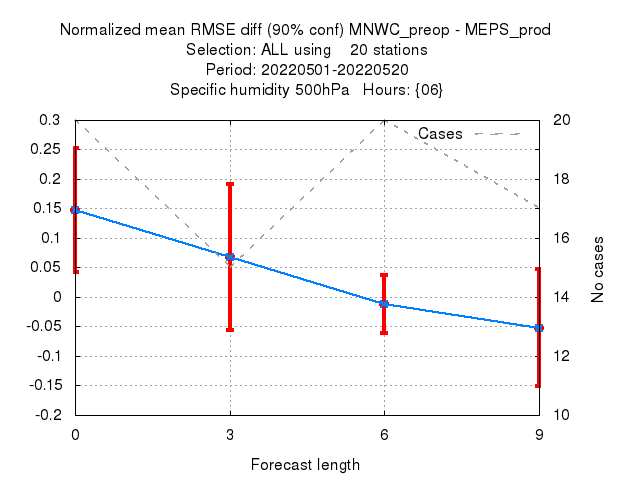 Normalized mean RMSE diff (90% conf) MNWC_preop - MEPS_prod
Selection: ALL using    20 stations
Period: 20220501-20220520
Specific humidity 500hPa   Hours: {06}
Cases
0.3
0.25
0.2
0.15
0.1
0.05
0
-0.05
-0.1
-0.15
-0.2
20
18
16
14
12
10
No cases
0 3 6 9
Forecast length